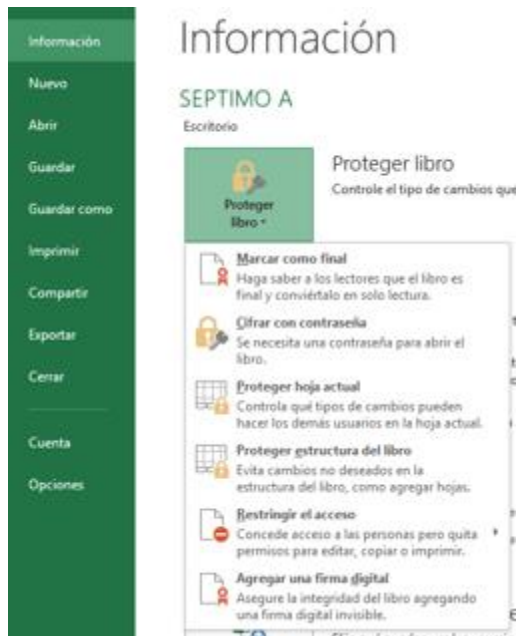 Información
Nuevo
Abrir
Guardar
Guardar como
Imprimir
Compartir
Exportar
Cerrar
Cuenta
Opciones
Información
SEPTIMO A
Escritorio
Proteger libro
Proteger libro
Controle el tipo de cambios que
Marcar como final
Haga saber a los lectores que el libro es
final y conviértalo en solo lectura.
Cifrar con contraseña
Se necesita una contraseña para abrir el
libro.
Proteger hoja actual
Controla qué tipos de cambios pueden
hacer los demás usuarios en la hoja actual.
Proteger estructura del libro
Evita cambios no deseados en la
estructura del libro, como agregar hojas.
Restringir el acceso
Concede acceso a las personas pero quita
permisos para editar, copiar o imprimir.
Agregar una firma digital
Asegure la integridad del libro agregando
una firma digital invisible.